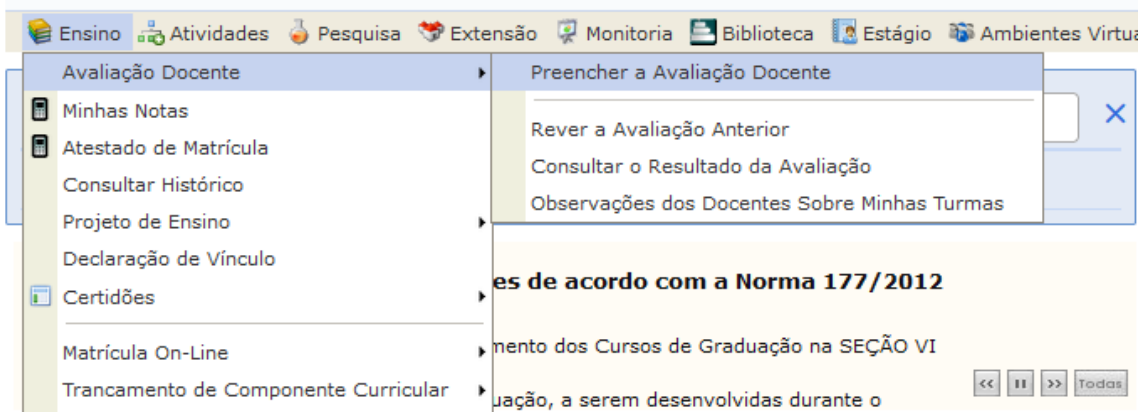 Ensino Atividades Pesquisa Extensão Monitoria Biblioteca Estágio Ambientes Virtua
Avaliação Docente
Minhas Notas
Atestado de Matrícula
Consultar Histórico
Projeto de Ensino
Declaração de Vínculo
Certidões
Matrícula On-Line
Trancamento de Componente Curricular
Preencher a Avaliação Docente
Rever a Avaliação Anterior
Consultar o Resultado da Avaliação
Observações dos Docentes Sobre Minhas Turmas
es de acordo com a Norma 177/2012
mento dos Cursos de Graduação na SEÇÃO VI
uação, a serem desenvolvidas durante o
Todas